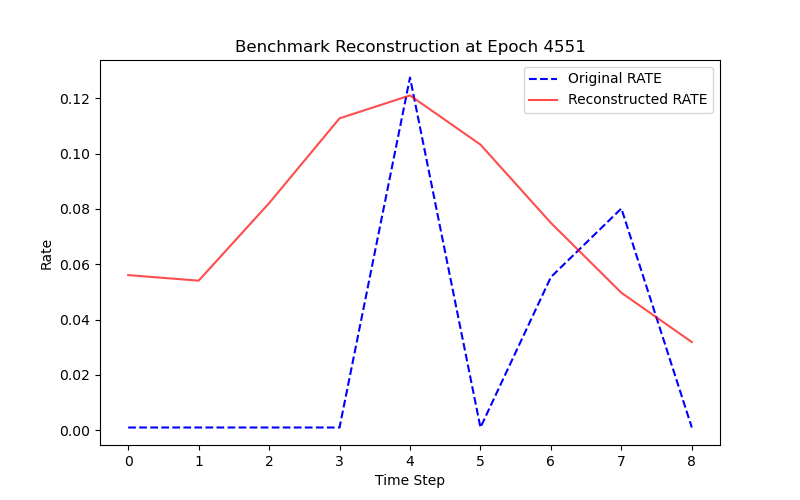 Benchmark Reconstruction at Epoch 4551
Original RATE
Reconstructed RATE
Rate
0.12
0.10
0.08
0.06
0.04
0.02
0.00
0 1 2 3 4 5 6 7 8
Time Step